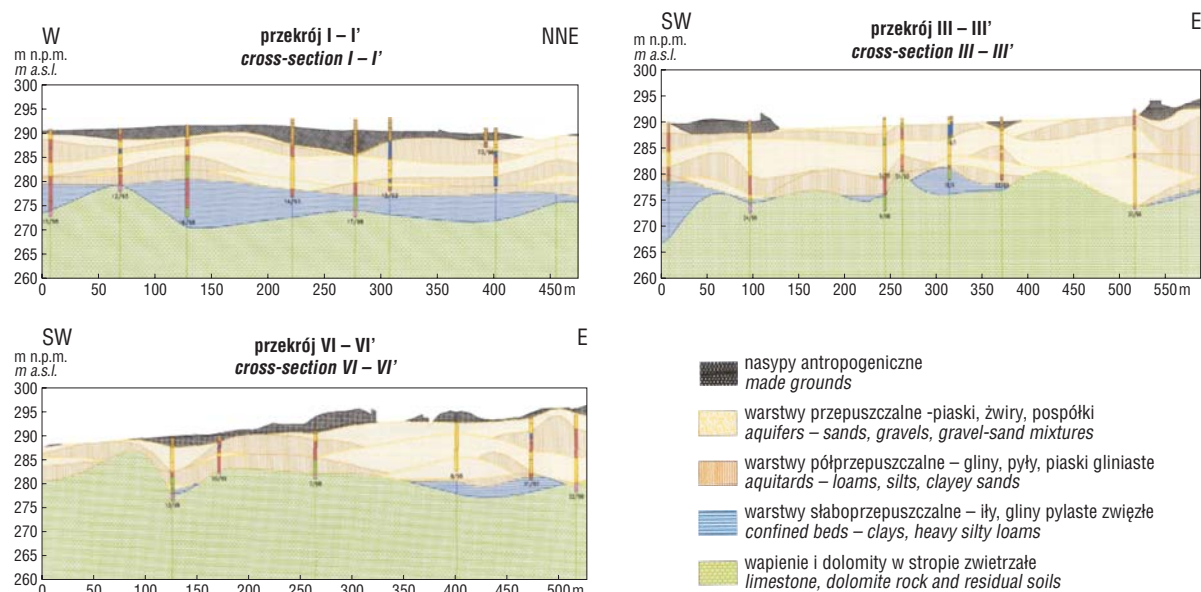 W
przekrój I – I’
NNE
m n.p.m.
cross-section I – I’
m a.s.l.
300
295
290
285
280
275
270
265
260
0 50 100 150 200 250 300 350 400 450 m
SW
przekrój III – III’
E
m n.p.m.
cross-section III – III’
m a.s.l.
300
295
290
285
280
275
270
265
260
0 50 100 150 200 250 300 350 400 450 500 550 m
SW
przekrój VI – VI’
E
m n.p.m.
cross-section VI – VI’
m a.s.l.
300
295
290
285
280
275
270
265
260
0 50 100 150 200 250 300 350 400 450 500 m
nasypy antropogeniczne
made grounds
warstwy przepuszczalne -piaski, żwiry, pospółki
aquifers – sands, gravels, gravel-sand mixtures
warstwy półprzepuszczalne – gliny, pyły, piaski gliniaste
aquitards – loams, silts, clayey sands
warstwy słaboprzepuszczalne – iły, gliny pylaste zwięzłe
confined beds – clays, heavy silty loams
wapienie i dolomity w stropie zwietrzałe
limestone, dolomite rock and residual soils